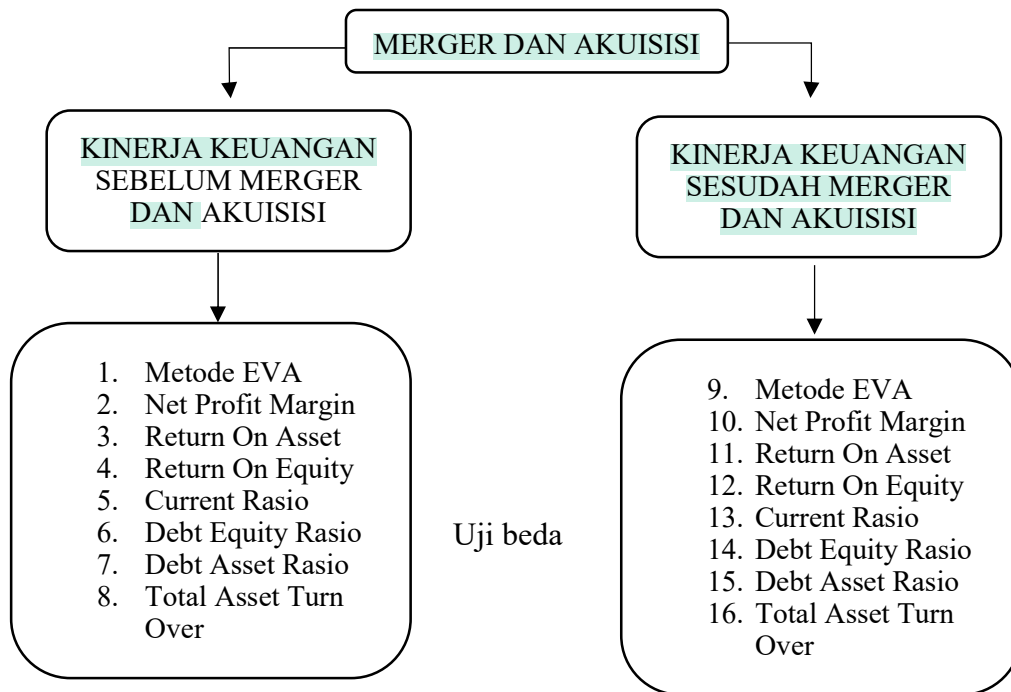 MERGER DAN AKUISISI
KINERJA KEUANGAN
SEBELUM MERGER
DAN AKUISISI
KINERJA KEUANGAN
SESUDAH MERGER
DAN AKUISISI
1. Metode EVA
2. Net Profit Margin
3. Return On Asset
4. Return On Equity
5. Current Rasio
6. Debt Equity Rasio
7. Debt Asset Rasio
8. Total Asset Turn
Over
Uji beda
9. Metode EVA
10. Net Profit Margin
11. Return On Asset
12. Return On Equity
13. Current Rasio
14. Debt Equity Rasio
15. Debt Asset Rasio
16. Total Asset Turn
Over